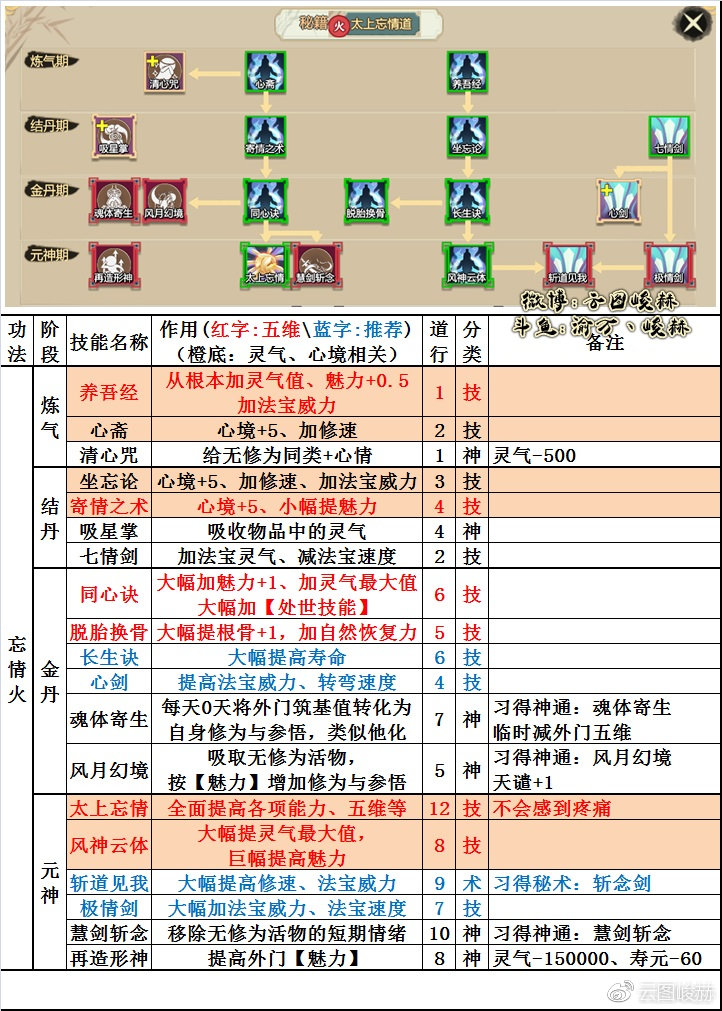 秘籍 火 太上忘情道
炼气期
清心咒
心斋
养吾经
结丹期
吸星掌
寄情之术
坐忘论
七情剑
金丹期
魂体寄生
风月幻境
同心诀
脱胎换骨
长生诀
心剑
元神期
再造形神
太上忘情
慧剑斩念
风神云体
斩道见我
极情剑
微博:云图峻赫
斗鱼:渝万丶峻赫
功法 阶段 技能名称 作用(红字:五维\蓝字:推荐) 道行 分类 备注
(橙底:灵气、心境相关)
忘情火
炼气
养吾经 从根本加灵气值、魅力+0.5 1 技
加法宝威力
心斋 心境+5、加修速 2 技
清心咒 给无修为同类+心情 1 神 灵气-500
结丹
坐忘论 心境+5、加修速、加法宝威力 3 技
寄情之术 心境+5、小幅提魅力 4 技
吸星掌 吸收物品中的灵气 4 神
七情剑 加法宝灵气、减法宝速度 2 技
金丹
同心诀 大幅加魅力+1、加灵气最大值 6 技
大幅加【处世技能】
脱胎换骨 大幅提根骨+1，加自然恢复力 5 技
长生诀 大幅提高寿命 6 技
心剑 提高法宝威力、转弯速度 4 技
魂体寄生 每天0天将外门筑基值转化为 7 神 习得神通：魂体寄生
自身修为与参悟，类似他化 临时减外门五维
风月幻境 吸取无修为活物， 5 神 习得神通：风月幻境
按【魅力】增加修为与参悟 天谴+1
元神
太上忘情 全面提高各项能力、五维等 12 技 不会感到疼痛
风神云体 大幅提灵气最大值， 8 技
巨幅提高魅力
斩道见我 大幅提高修速、法宝威力 9 术 习得秘术：斩念剑
极情剑 大幅加法宝威力、法宝速度 7 技
慧剑斩念 移除无修为活物的短期情绪 10 神 习得神通：慧剑斩念
再造形神 提高外门【魅力】 8 神 灵气-150000、寿元-60
云图峻赫